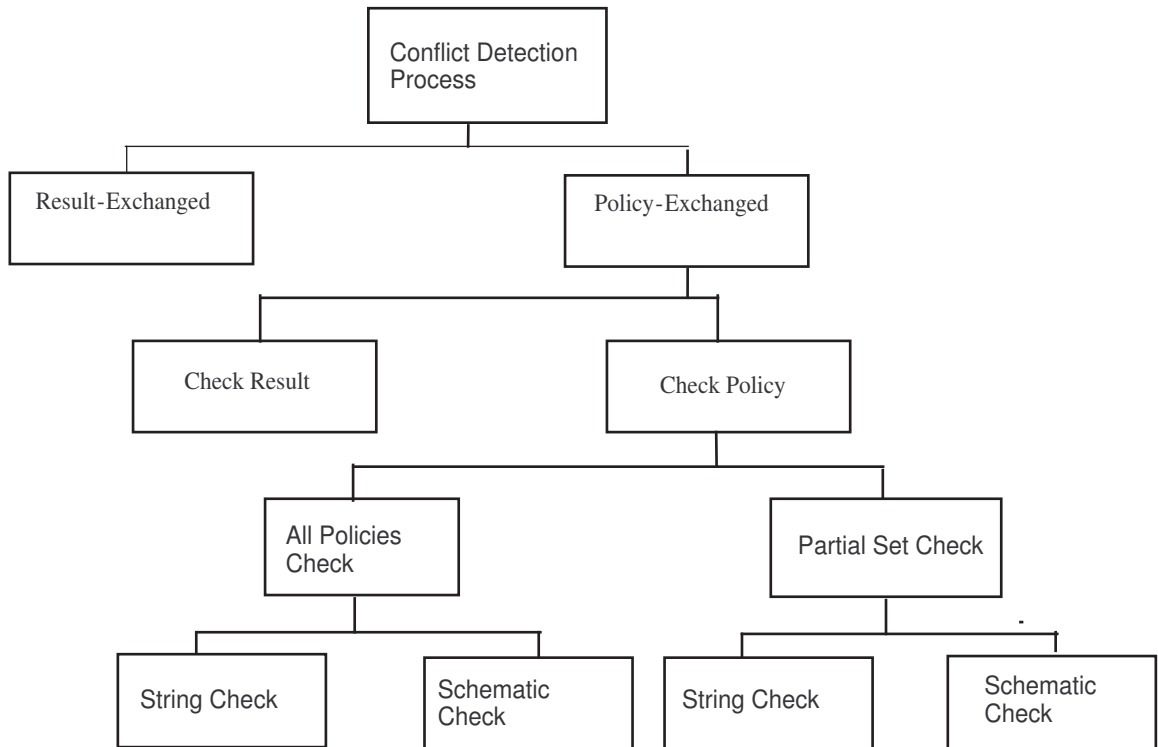 Conflict Detection
Process
Result-Exchanged
Policy-Exchanged
Check Result
Check Policy
All Policies
Check
Partial Set Check
String Check
Schematic
Check
String Check
Schematic
Check